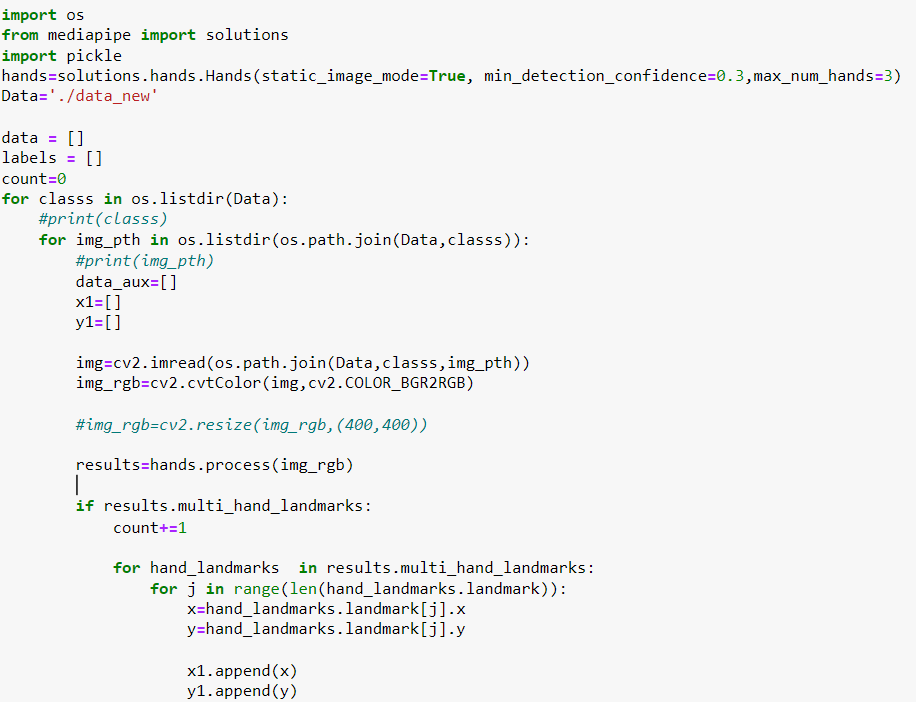 import os
from mediapipe import solutions
import pickle
hands=solutions.hands.Hands(static_image_mode=True, min_detection_confidence=0.3,max_num_hands=3)
Data='./data_new'

data = []
labels = []
count=0
for classs in os.listdir(Data):
    #print(classs)
    for img_pth in os.listdir(os.path.join(Data,classs)):
        #print(img_pth)
        data_aux=[]
        x1=[]
        y1=[]

        img=cv2.imread(os.path.join(Data,classs,img_pth))
        img_rgb=cv2.cvtColor(img,cv2.COLOR_BGR2RGB)

        #img_rgb=cv2.resize(img_rgb,(400,400))

        results=hands.process(img_rgb)

        if results.multi_hand_landmarks:
            count+=1

            for hand_landmarks  in results.multi_hand_landmarks:
                for j in range(len(hand_landmarks.landmark)):
                    x=hand_landmarks.landmark[j].x
                    y=hand_landmarks.landmark[j].y

                    x1.append(x)
                    y1.append(y)